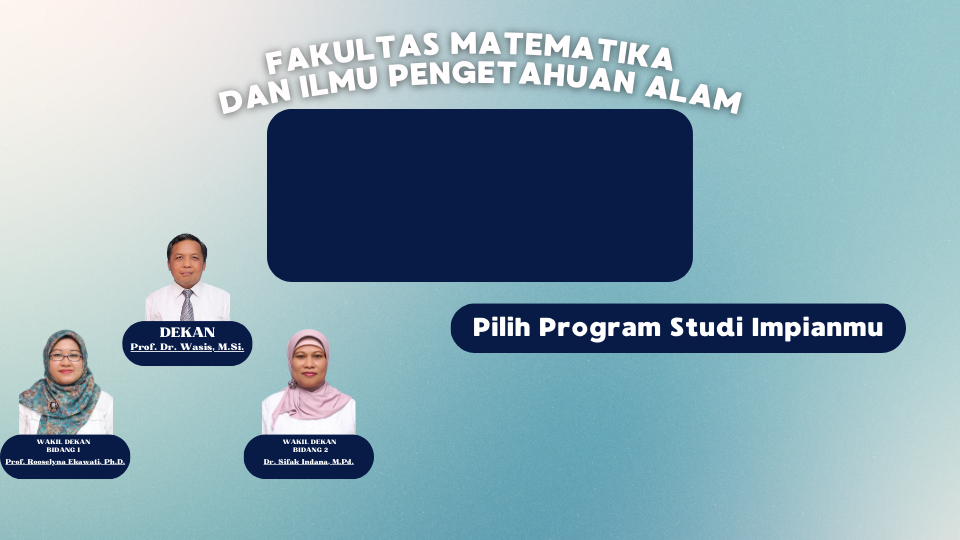 FAKULTAS MATEMATIKA
DAN ILMU PENGETAHUAN ALAM
Pilih Program Studi Impianmu
DEKAN
Prof. Dr. Wasis, M.Si.
WAKIL DEKAN
BIDANG 1
Prof. Rooselyna Ekawati, Ph.D.
WAKIL DEKAN
BIDANG 2
Dr. Sifak Indana, M.Pd.